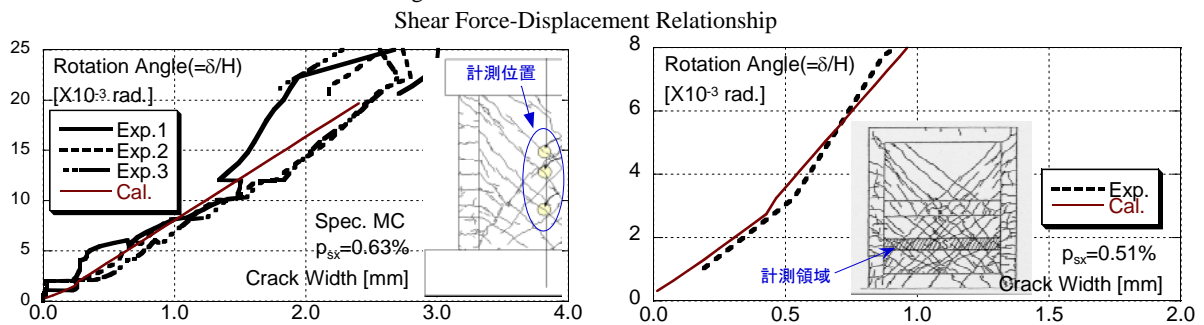 Shear Force-Displacement Relationship
25
20
15
10
5
0
Rotation Angle(=δ/H)
[X10-3 rad.]
Exp.1
Exp.2
Exp.3
Cal.
計測位置
Spec. MC
psx=0.63%
Crack Width [mm]
0.0
1.0
2.0
3.0
4.0
8
6
4
2
0
Rotation Angle(=δ/H)
[X10-3 rad.]
Exp.
Cal.
psx=0.51%
計測領域
Crack Width [mm]
0.0
0.5
1.0
1.5
2.0